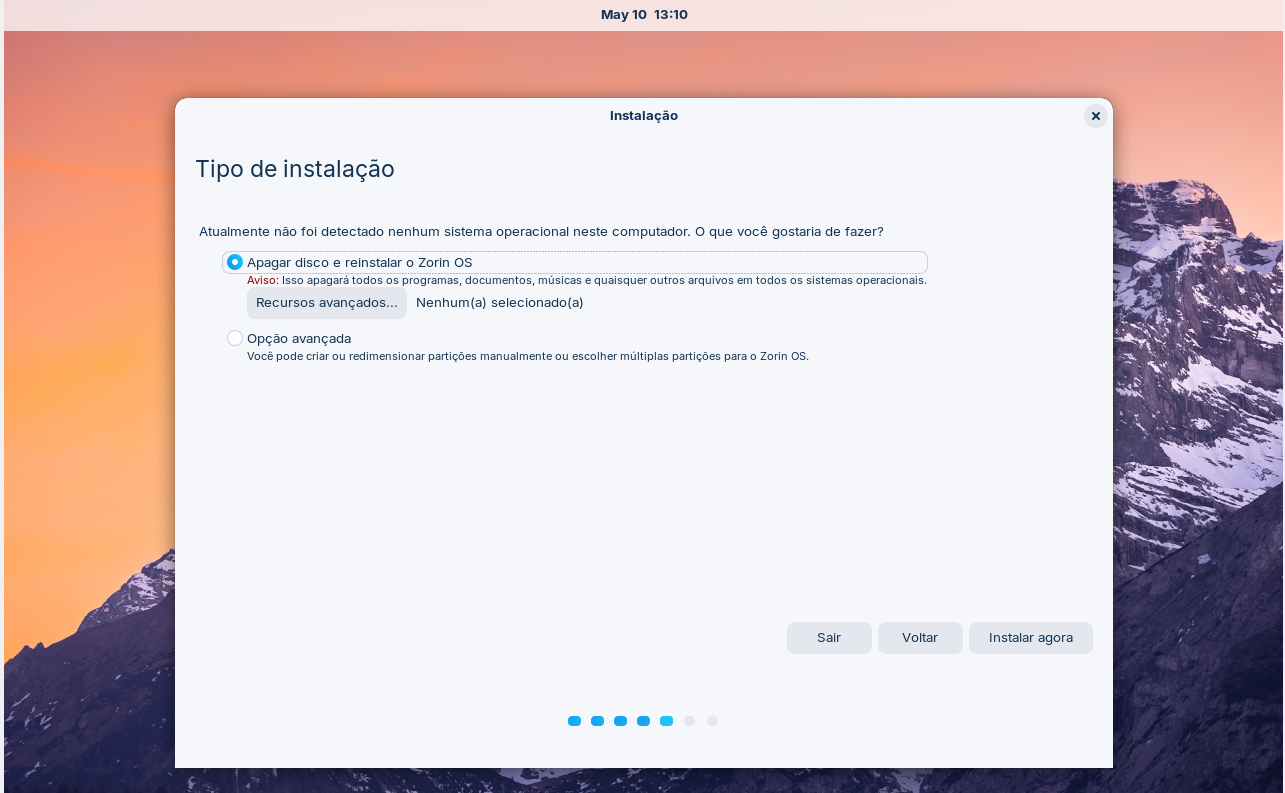 May 10 13:10
Instalação
Tipo de instalação
Atualmente não foi detectado nenhum sistema operacional neste computador. O que você gostaria de fazer?
Apagar disco e reinstalar o Zorin OS
Aviso: Isso apagará todos os programas, documentos, músicas e quaisquer outros arquivos em todos os sistemas operacionais.
Recursos avançados... Nenhum(a) selecionado(a)
Opção avançada
Você pode criar ou redimensionar partições manualmente ou escolher múltiplas partições para o Zorin OS.
Sair Voltar Instalar agora